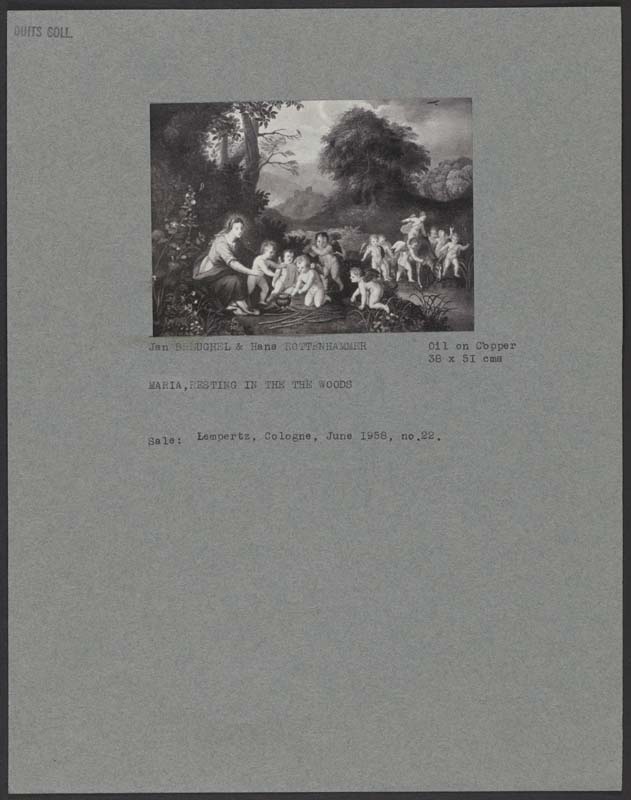 DUITS COLL.
Jan BREUGHEL & Hans ROTTENHAMMER
Oil on Copper
38 x 51 cms
MARIA,RESTING IN THE THE WOODS
Sale: Lempertz, Cologne, June 1958, no.22.